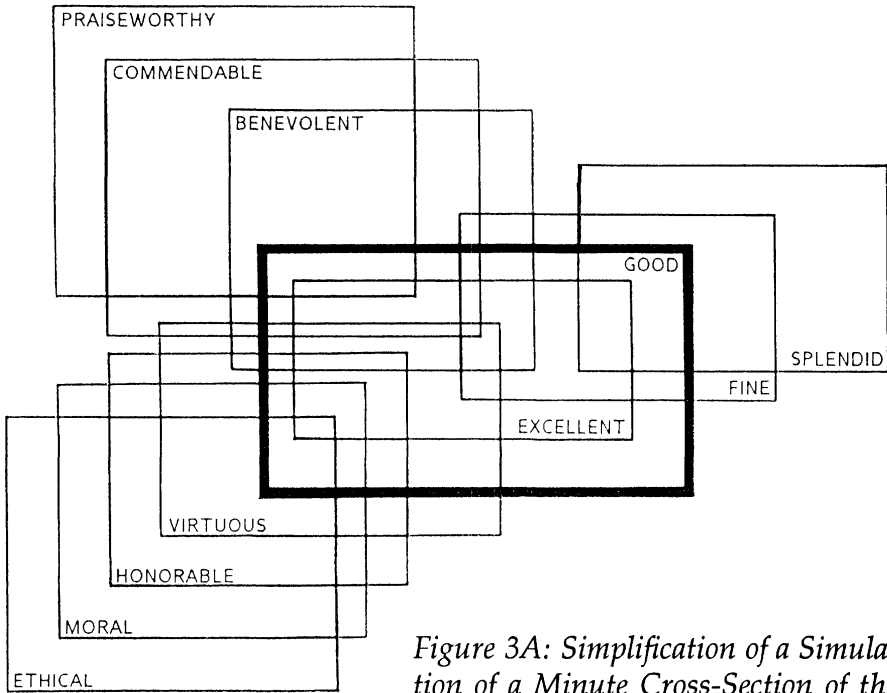 PRAISEWORTHY
COMMENDABLE
BENEVOLENT
GOOD
SPLENDID
FINE
EXCELLENT
VIRTUOUS
HONORABLE
MORAL
ETHICAL
Figure 3A: Simplification of a Simula-
tion of a Minute Cross-Section of th